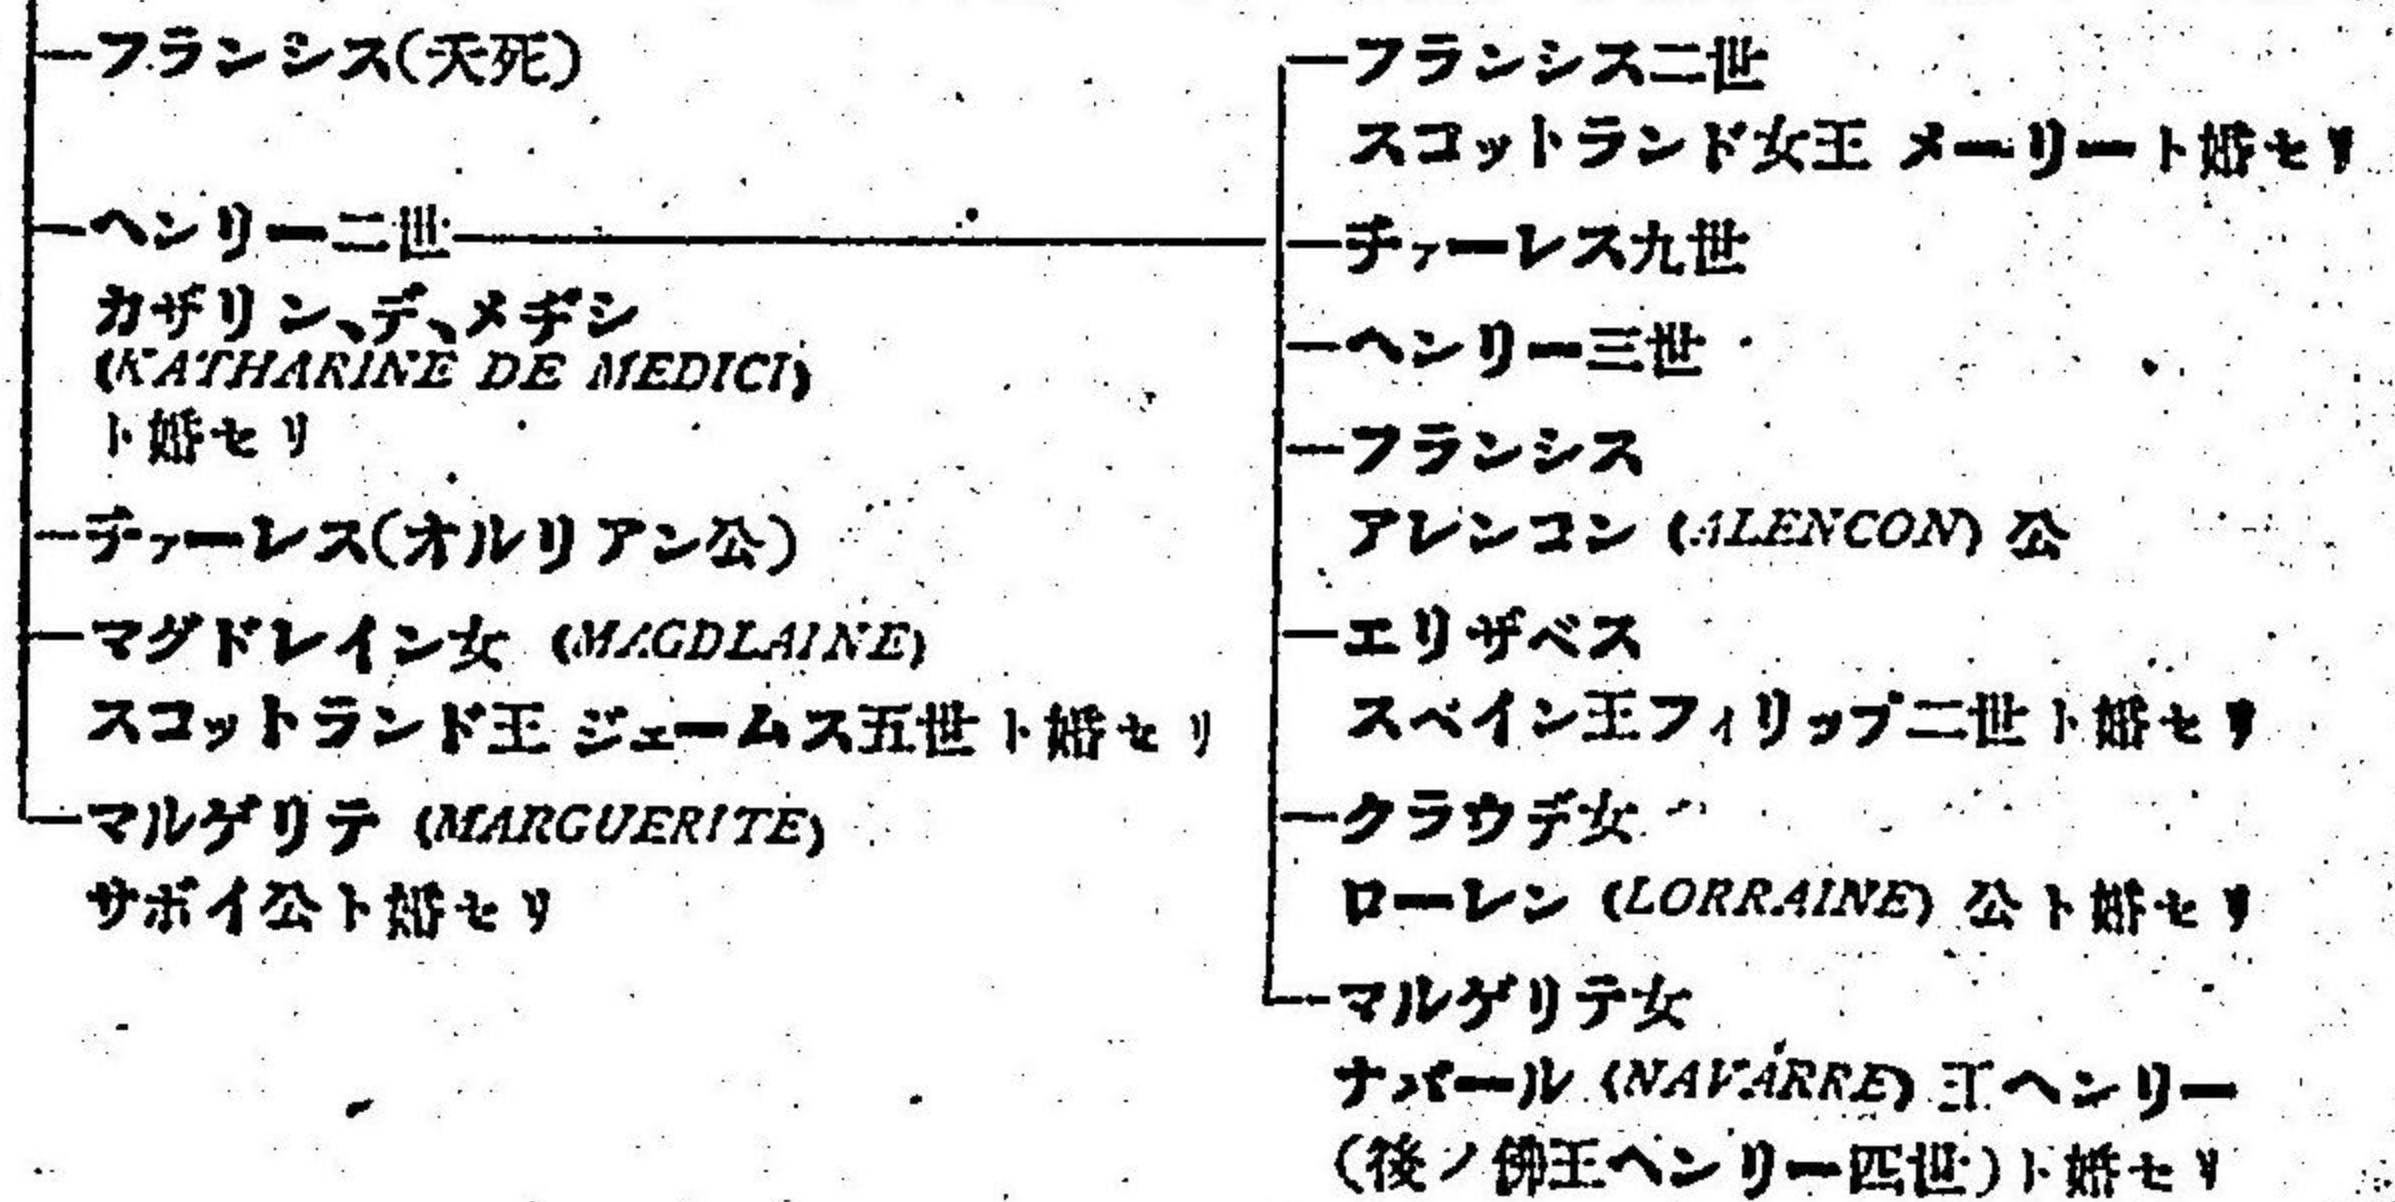 フランシス(夭死)
ヘンリー二世
カザリン、デ、メヂシ
(KATHARINE DE MEDICI)
ト婚セリ
チァーレス(オルリアン公)
マグドレイン女 (MAGDLAINE)
スコットランド王 ジェームス五世ト婚セリ
マルゲリテ (MARGUERITE)
サボイ公ト婚セリ
フランシス二世
スコットランド女王 メーリート婚セリ
チァーレス九世
ヘンリー三世
フランシス
アレンコン (ALENCON) 公
エリザベス
スペイン王フィリップ二世ト婚セリ
クラウデ女
ローレン (LORRAINE) 公ト婚セリ
マルゲリテ女
ナバール (NAVARRE) 王ヘンリー
(後ノ佛王ヘンリー四世)ト婚セリ